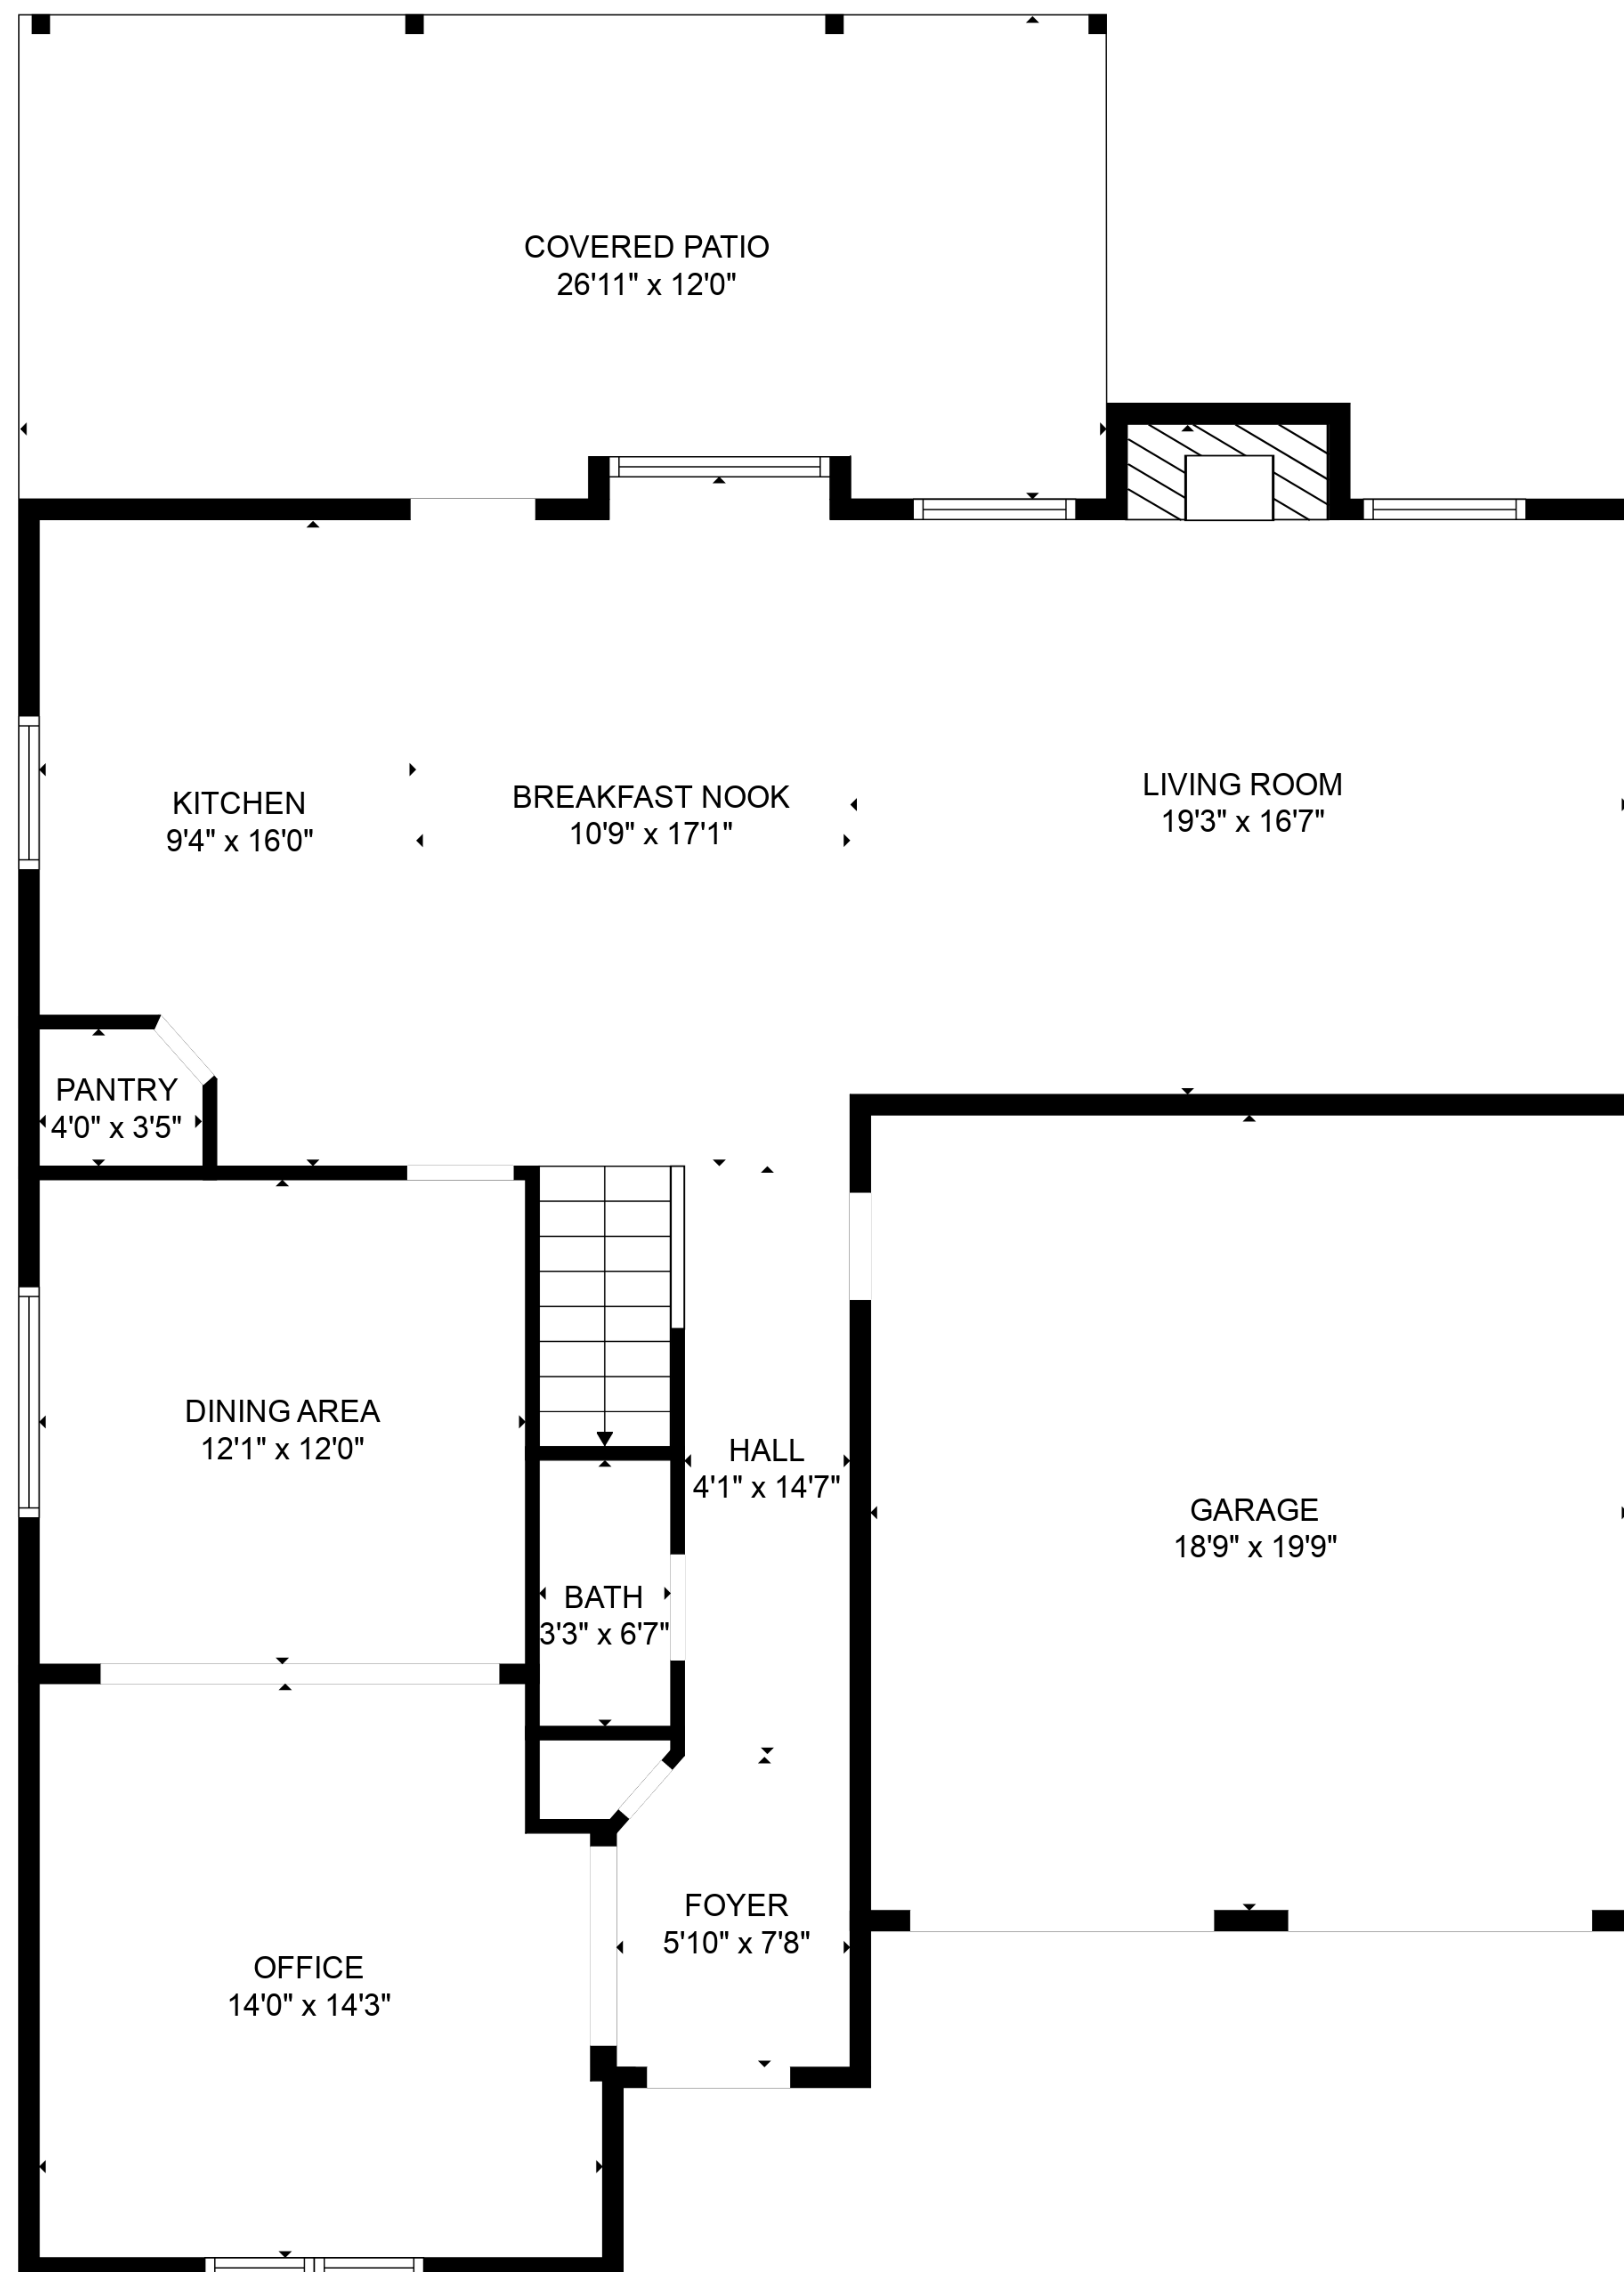 COVERED PATIO
26'11" x 12'0"
KITCHEN
9'4" x 16'0"
BREAKFAST NOOK
10'9" x 17'1"
LIVING ROOM
19'3" x 16'7"
PANTRY
4'0" x 3'5"
DINING AREA
12'1" x 12'0"
HALL
4'1" x 14'7"
GARAGE
18'9" x 19'9"
BATH
3'3" x 6'7"
FOYER
5'10" x 7'8"
OFFICE
14'0" x 14'3"